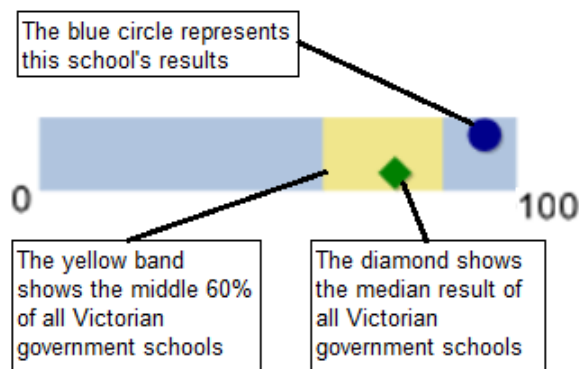 The blue circle represents
this school's results
0
100
The yellow band
shows the middle 60%
of all Victorian
government schools
The diamond shows
the median result of
all Victorian
government schools